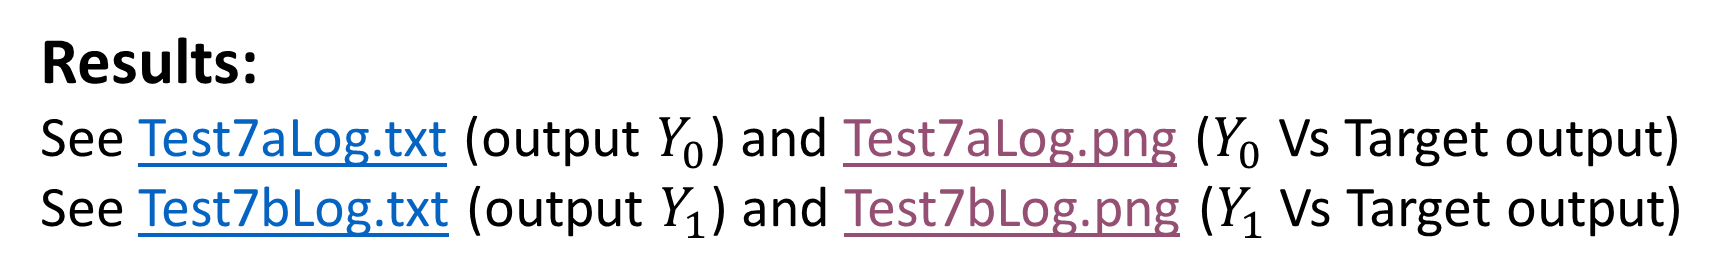 Results:
See Test7aLog.txt (output Y₀) and Test7aLog.png (Y₀ Vs Target output)
See Test7bLog.txt (output Y₁) and Test7bLog.png (Y₁ Vs Target output)